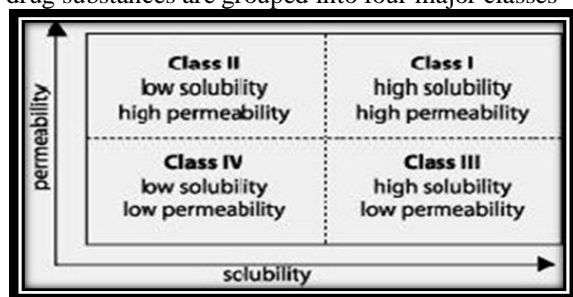 drug substances are grouped into four major classes
Class II
low solubility
high permeability
Class I
high solubility
high permeability
Class IV
low solubility
low permeability
Class III
high solubility
low permeability
permeability
solubility